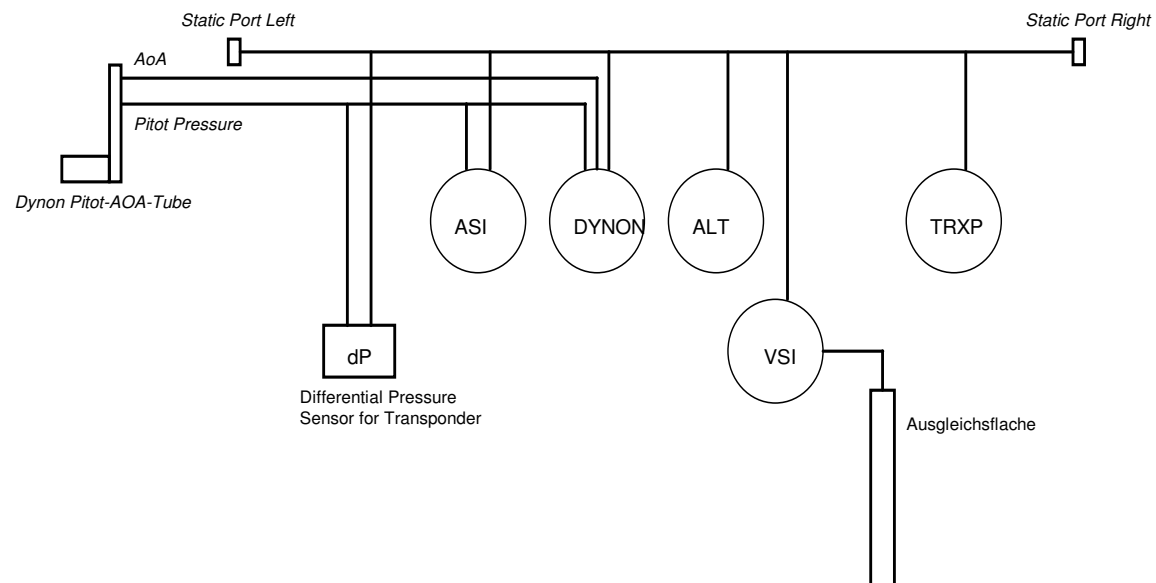 Static Port Left
Static Port Right
AoA
Pitot Pressure
Dynon Pitot-AOA-Tube
ASI
DYNON
ALT
TRXP
dP
VSI
Differential Pressure
Sensor for Transponder
Ausgleichsflache